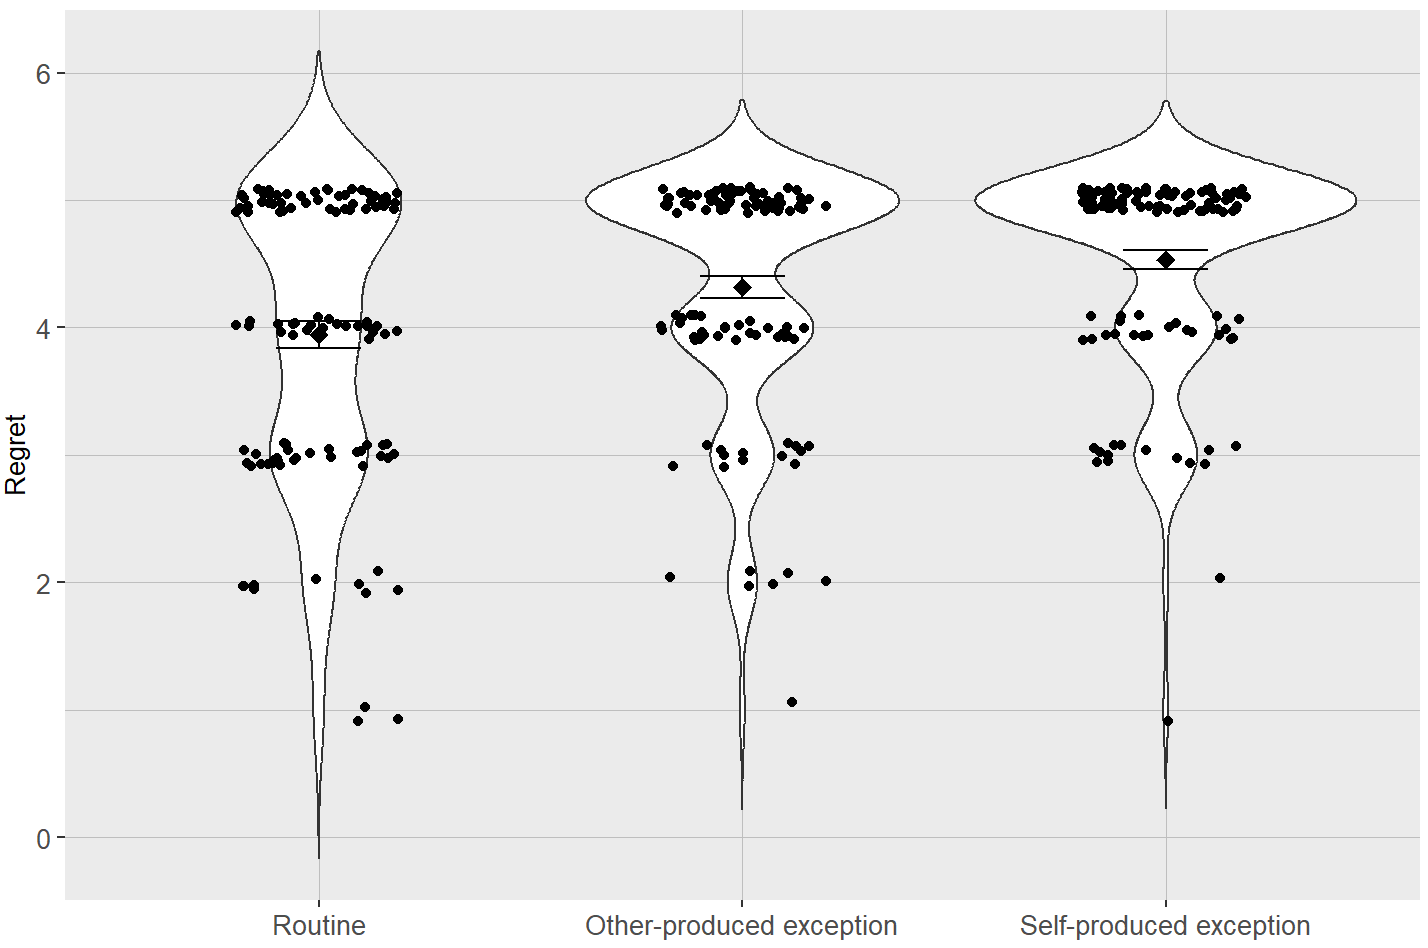 6
4
2
0
Regret
Routine
Other-produced exception
Self-produced exception